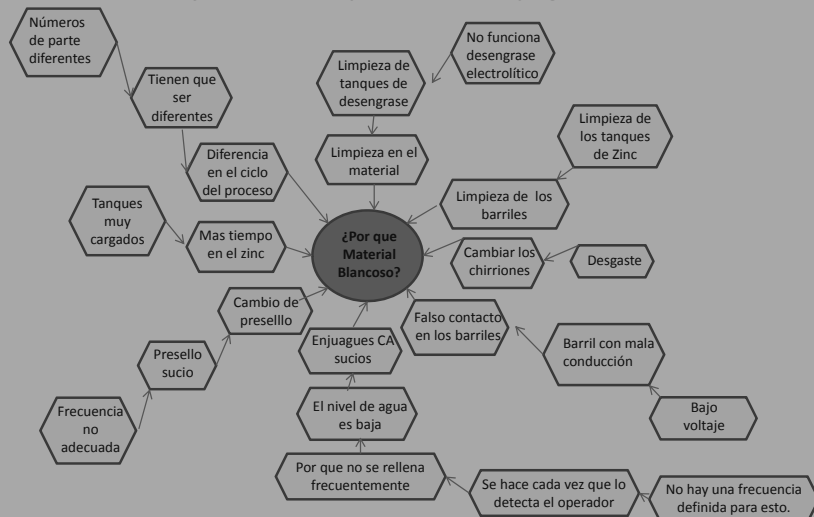 Números
de parte
diferentes
Tienen que
ser
diferentes
Diferencia
en el ciclo
del proceso
No funciona
desengrase
electrolítico
Limpieza de
tanques de
desengrase
Limpieza en el
material
Limpieza de
los tanques
de Zinc
Limpieza de los
barriles
Tanques
muy
cargados
Mas tiempo
en el zinc
¿Por que
Material
Blancoso?
Cambiar los
chirriones
Desgaste
Cambio de
preselllo
Presello
sucio
Frecuencia
no
adecuada
Enjuagues CA
sucios
El nivel de agua
es baja
Por que no se rellena
frecuentemente
Se hace cada vez que lo
detecta el operador
No hay una frecuencia
definida para esto.
Falso contacto
en los barriles
Barril con mala
conducción
Bajo
voltaje